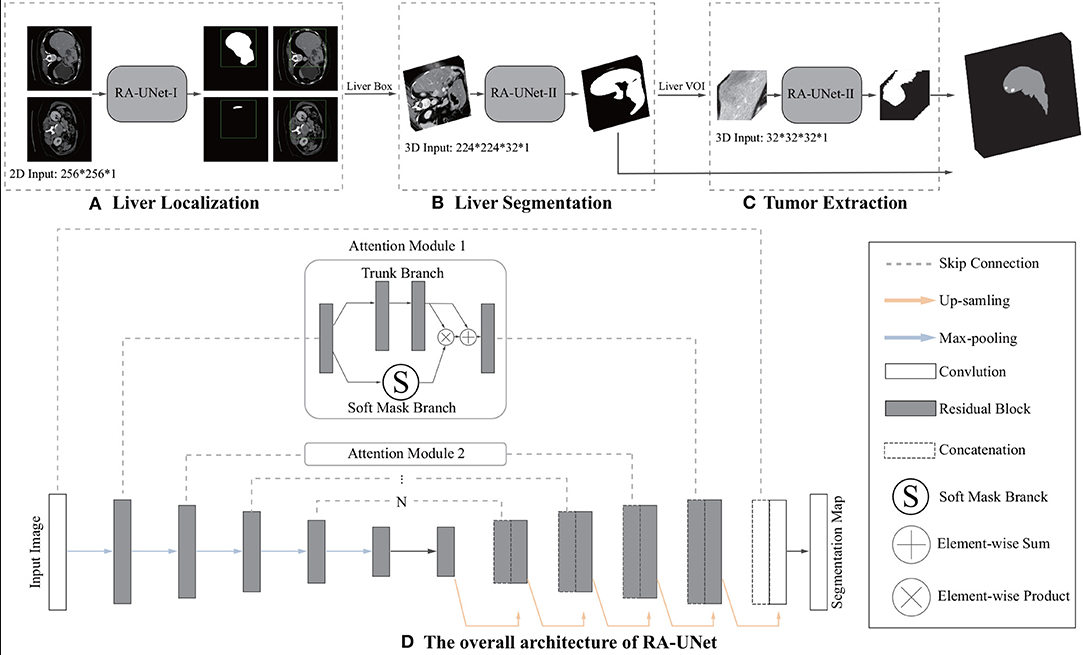 RA-UNet-I
2D Input: 256*256*1
A Liver Localization
Liver Box
RA-UNet-II
3D Input: 224*224*32*1
B Liver Segmentation
Liver VOI
RA-UNet-II
3D Input: 32*32*32*1
C Tumor Extraction
Attention Module 1
Trunk Branch
S
Soft Mask Branch
Attention Module 2
⋮
N
Input Image
Segmentation Map
Skip Connection
Up-samling
Max-pooling
Convlution
Residual Block
Concatenation
S Soft Mask Branck
Element-wise Sum
Element-wise Product
D The overall architecture of RA-UNet